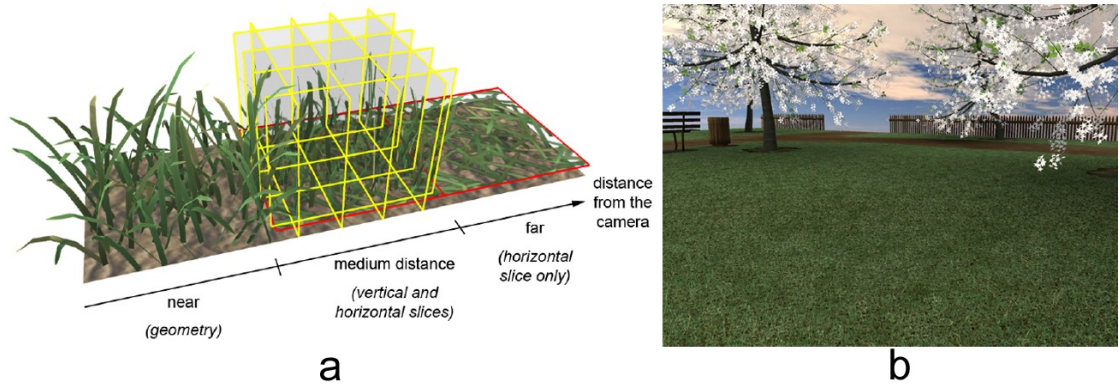 near
(geometry)
medium distance
(vertical and
horizontal slices)
far
(horizontal
slice only)
distance
from the
camera
a
b